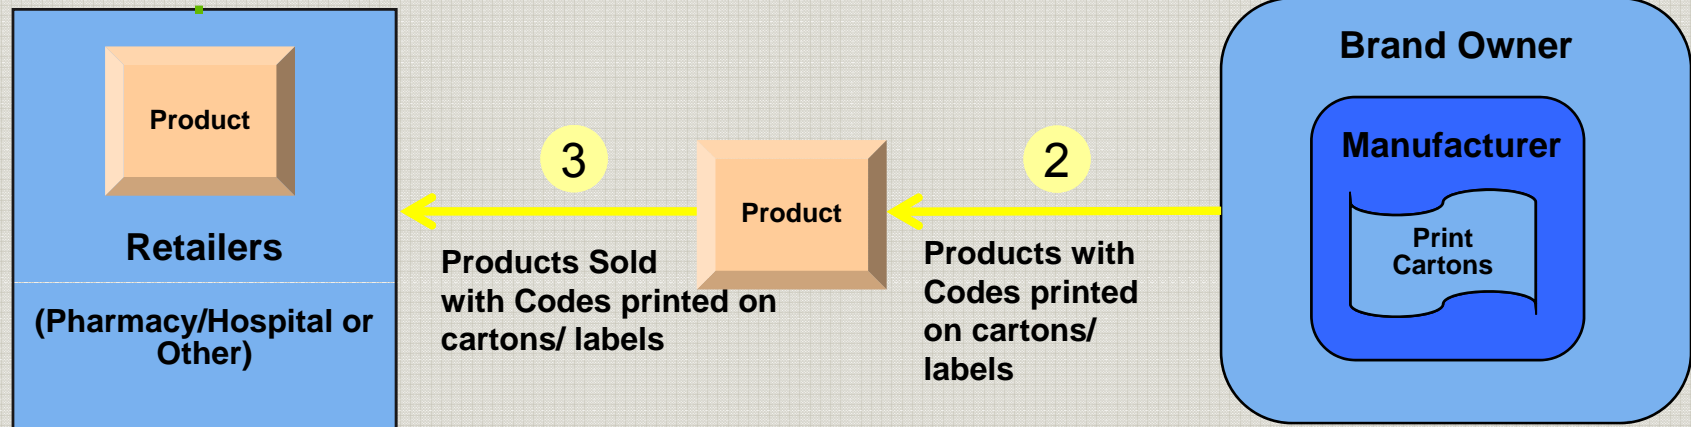 Product
Retailers
(Pharmacy/Hospital or
Other)
3
Products Sold
with Codes printed on
cartons/ labels
Product
2
Products with
Codes printed
on cartons/
labels
Brand Owner
Manufacturer
Print
Cartons